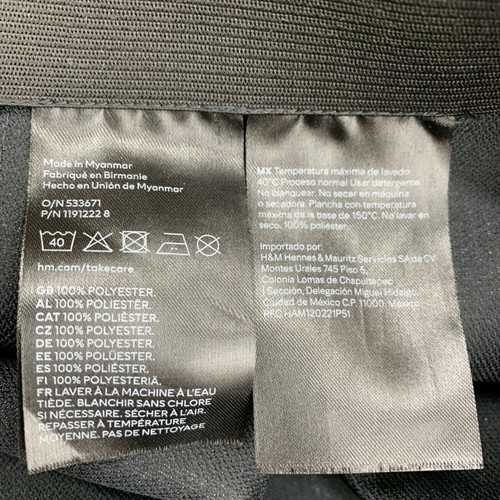 Made in Myanmar
Fabriqué en Birmanie
Hecho en Unión de Myanmar
O/N 533671
P/N 1191222 8
40
hm.com/takecare
GB 100% POLYESTER.
AL 100% POLIESTËR.
CAT 100% POLIÈSTER.
CZ 100% POLYESTER.
DE 100% POLYESTER.
EE 100% POLÜESTER.
ES 100% POLIÉSTER.
FI 100% POLYESTERIÄ.
FR LAVER À LA MACHINE À L'EAU
TIÈDE. BLANCHIR SANS CHLORE
SI NÉCESSAIRE. SÉCHER À L'AIR.
REPASSER À TEMPÉRATURE
MOYENNE. PAS DE NETTOYAGE
MX Temperatura máxima de lavado
40°C Proceso normal Usar detergente.
No blanquear. No secar en máquina
o secadora. Plancha con temperatura
máxima de la base de 150°C. No lavar en
seco. 100% poliéster.
Importado por:
H&M Hennes & Mauritz Servicios SA de CV
Montes Urales 745 Piso 6,
Colonia Lomas de Chapultepec
I Sección, Delegación Miguel Hidalgo,
Ciudad de México C.P. 11000, México
RFC HAM120221P51